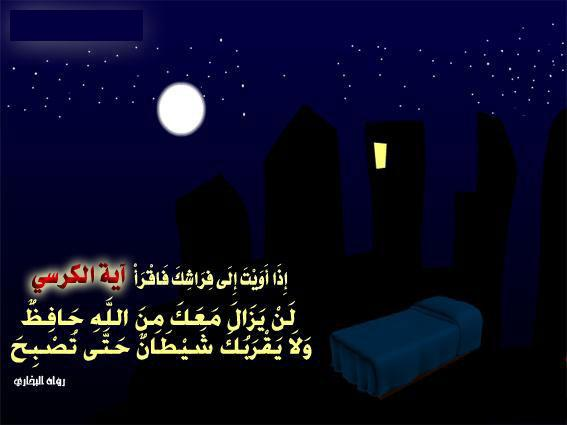 إِذَا أَوَيْتَ إِلَى فِرَاشِكَ فَاقْرَأْ آية الكرسي
لَنْ يَزَالَ مَعَكَ مِنَ اللَّهِ حَافِظٌ
وَلَا يَقْرَبُكَ شَيْطَانٌ حَتَّى تُصْبِحَ
رواه البخاري